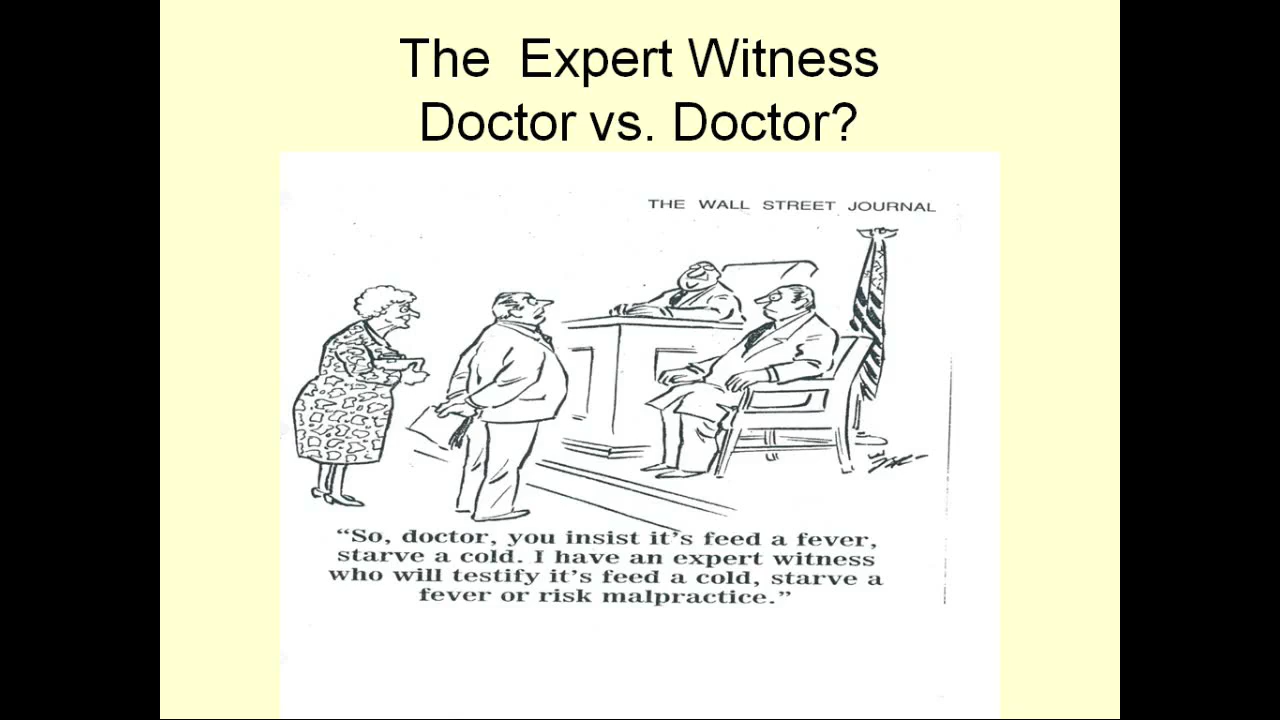 The Expert Witness
Doctor vs. Doctor?
THE WALL STREET JOURNAL
“So, doctor, you insist it’s feed a fever,
starve a cold. I have an expert witness
who will testify it’s feed a cold, starve a
fever or risk malpractice.”